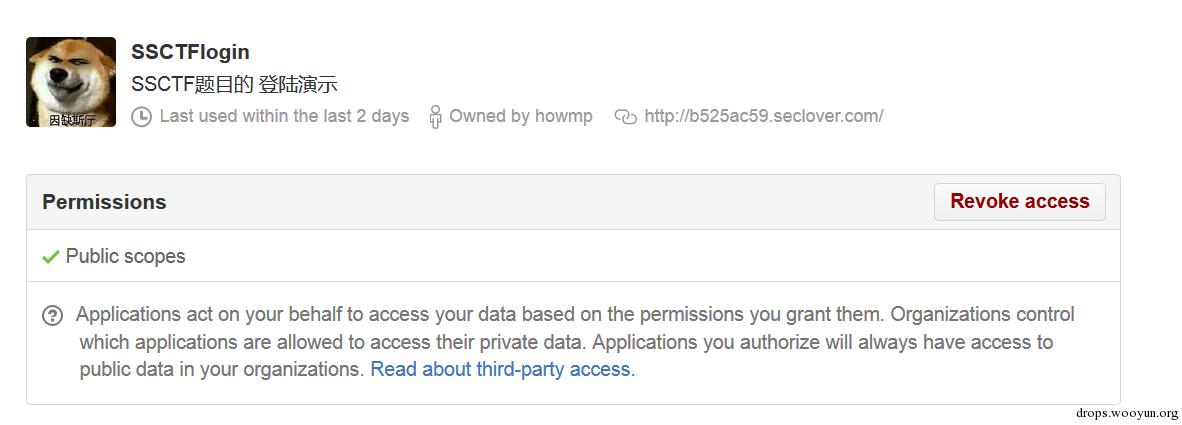 SSCTFlogin
SSCTF题目的 登陆演示
Last used within the last 2 days Owned by howmp http://b525ac59.seclover.com/
因缺斯汀
Permissions Revoke access
Public scopes
Applications act on your behalf to access your data based on the permissions you grant them. Organizations control
which applications are allowed to access their private data. Applications you authorize will always have access to
public data in your organizations. Read about third-party access.
drops.wooyun.org